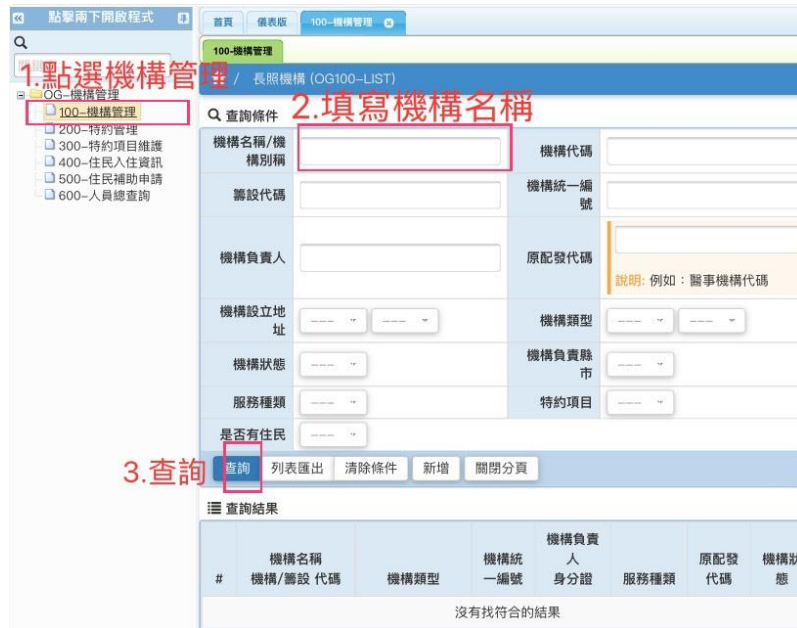 點擊兩下開啟程式
首頁 儀表版 100-機構管理
100-機構管理
1.點選機構管理
/ 長照機構 (OG100-LIST)
OG-機構管理
100-機構管理
200-特約管理
300-特約項目維護
400-住民入住資訊
500-住民補助申請
600-人員總查詢
查詢條件 2.填寫機構名稱
機構名稱/機構別稱 機構代碼
籌設代碼 機構統一編號
機構負責人 原配發代碼
說明: 例如：醫事機構代碼
機構設立地址 --- --- 機構類型 --- ---
機構狀態 --- 機構負責縣市 ---
服務種類 --- 特約項目 ---
是否有住民 ---
3.查詢 查詢 列表匯出 清除條件 新增 關閉分頁
查詢結果
# 機構名稱 機構/籌設 代碼 機構類型 機構統一編號 機構負責人 身分證 服務種類 原配發代碼 機構狀態
沒有找符合的結果